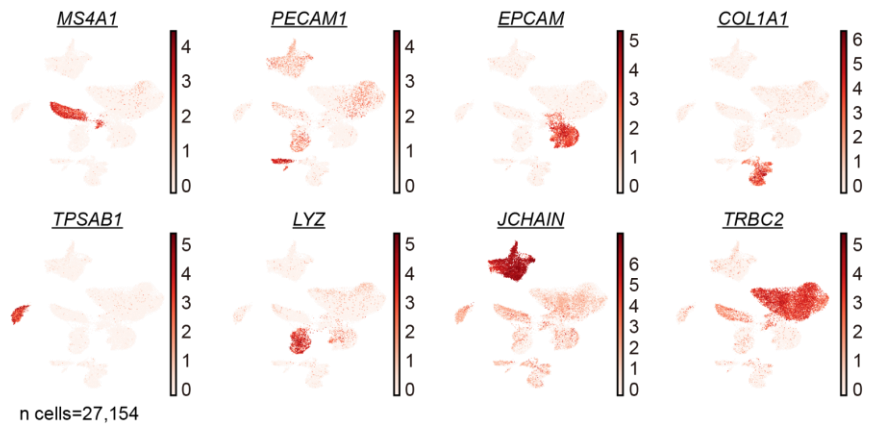 MS4A1 PECAM1 EPCAM COL1A1
4 4 5 6
3 3 4 5
2 2 3 4
1 1 2 3
0 0 1 2
0 1
0
TPSAB1 LYZ JCHAIN TRBC2
5 5 6 5
4 4 5 4
3 3 4 3
2 2 3 2
1 1 2 1
0 0 1 0
0
n cells=27,154